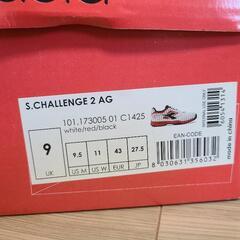 S.CHALLENGE 2 AG
101.173005 01 C1425
white/red/black
9
UK
9.5 11 43 27.5
US M US W EUR JP
EAN-CODE
8 030631 356032
made in china